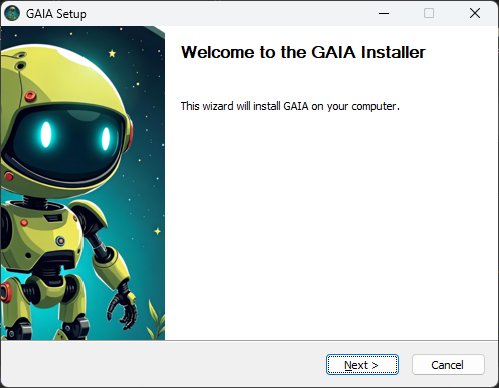 GAIA Setup
Welcome to the GAIA Installer
This wizard will install GAIA on your computer.
Next >
Cancel